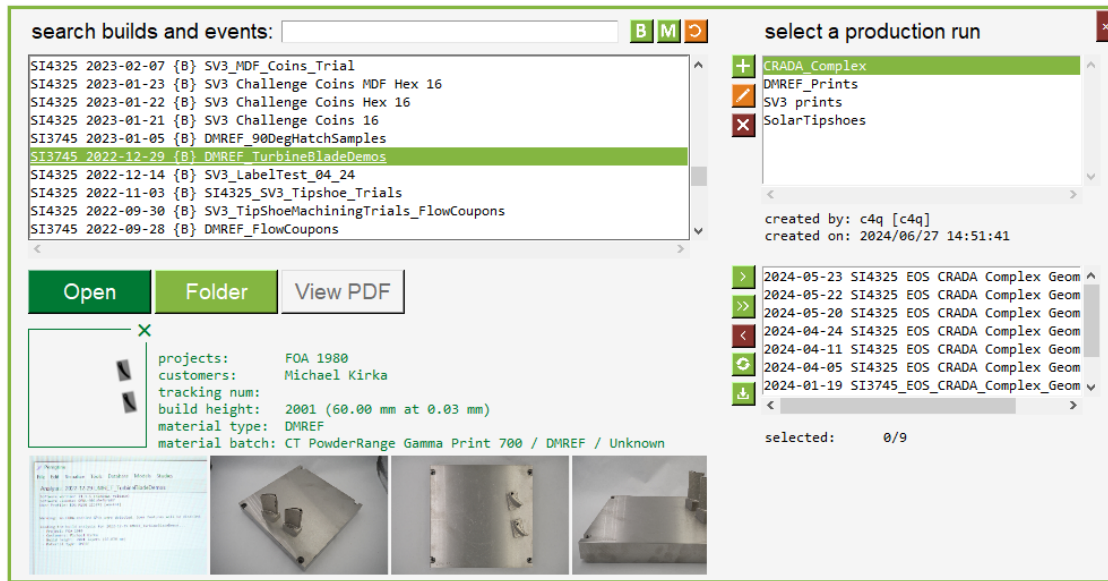 search builds and events:
B M
SI4325 2023-02-07 {B} SV3_MDF_Coins_Trial
SI4325 2023-01-23 {B} SV3 Challenge Coins MDF Hex 16
SI4325 2023-01-22 {B} SV3 Challenge Coins Hex 16
SI4325 2023-01-21 {B} SV3 Challenge Coins 16
SI3745 2023-01-05 {B} DMREF_90DegHatchSamples
SI3745 2022-12-29 {B} DMREF_TurbineBladeDemos
SI4325 2022-12-14 {B} SV3_LabelTest_04_24
SI4325 2022-11-03 {B} SI4325_SV3_Tipshoe_Trials
SI4325 2022-09-30 {B} SV3_TipShoeMachiningTrials_FlowCoupons
SI3745 2022-09-28 {B} DMREF_FlowCoupons
Open
Folder
View PDF
projects: FOA 1980
customers: Michael Kirka
tracking num:
build height: 2001 (60.00 mm at 0.03 mm)
material type: DMREF
material batch: CT PowderRange Gamma Print 700 / DMREF / Unknown
select a production run
CRADA_Complex
DMREF_Prints
SV3 prints
SolarTipshoes
created by: c4q [c4q]
created on: 2024/06/27 14:51:41
2024-05-23 SI4325 EOS CRADA Complex Geom
2024-05-22 SI4325 EOS CRADA Complex Geom
2024-05-20 SI4325 EOS CRADA Complex Geom
2024-04-24 SI4325 EOS CRADA Complex Geom
2024-04-11 SI4325 EOS CRADA Complex Geom
2024-04-05 SI4325 EOS CRADA Complex Geom
2024-01-19 SI3745_EOS_CRADA_Complex_Geom
selected: 0/9